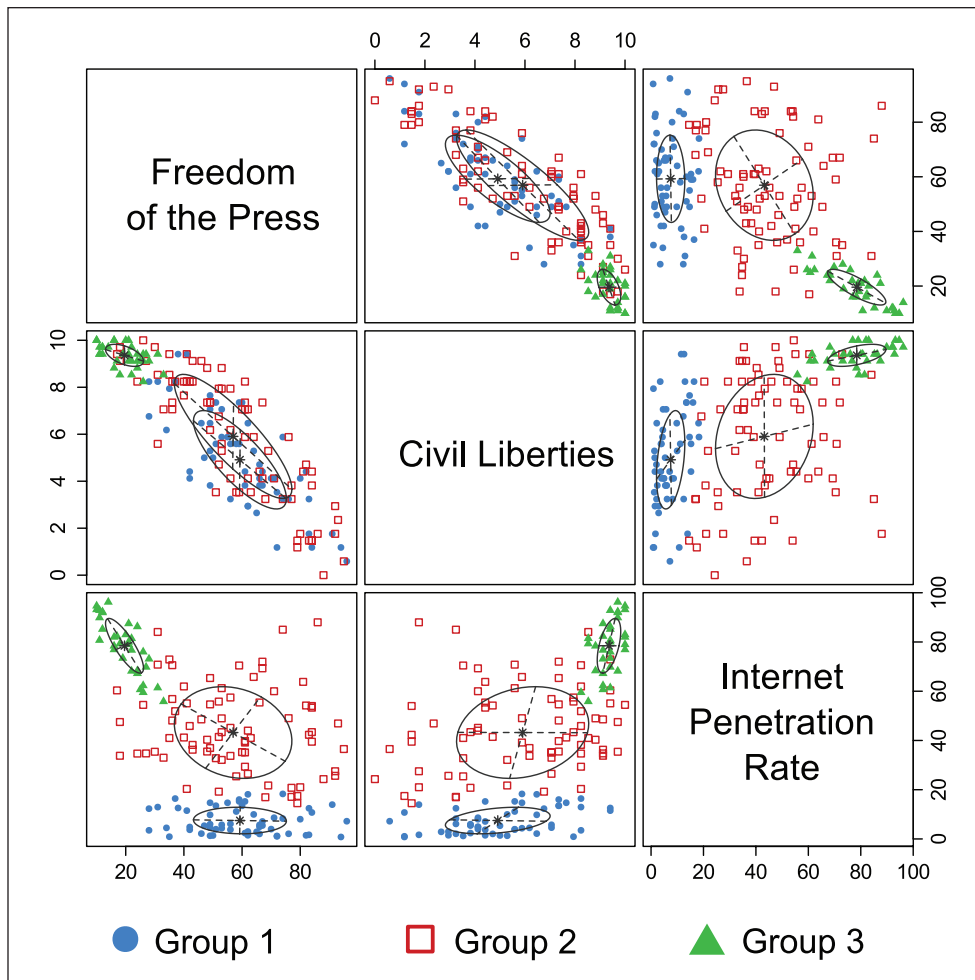 0 2 4 6 8 10
Freedom
of the Press
20 40 60 80
0 2 4 6 8 10
Civil Liberties
Internet
Penetration
Rate
0 20 40 60 80 100
20 40 60 80
0 20 40 60 80 100
Group 1 Group 2 Group 3